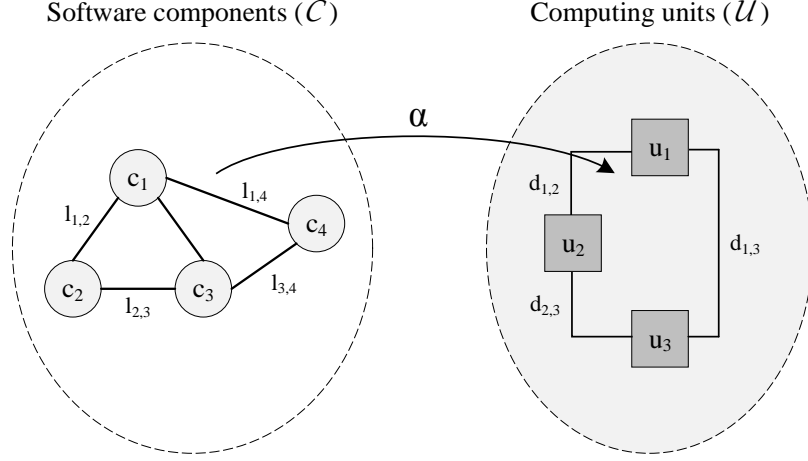 Software components (𝒞)
Computing units (𝒰)
α
c1
l1,2
l1,4
c4
c2
l2,3
c3
l3,4
u1
d1,2
u2
d1,3
d2,3
u3